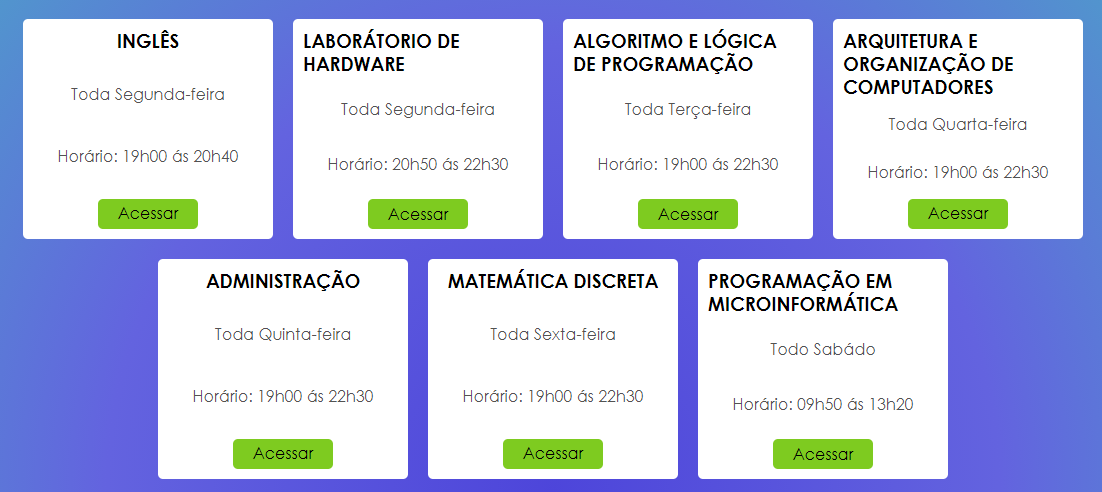 INGLÊS
Toda Segunda-feira
Horário: 19h00 ás 20h40
Acessar
LABORÁTORIO DE
HARDWARE
Toda Segunda-feira
Horário: 20h50 ás 22h30
Acessar
ALGORITMO E LÓGICA
DE PROGRAMAÇÃO
Toda Terça-feira
Horário: 19h00 ás 22h30
Acessar
ARQUITETURA E
ORGANIZAÇÃO DE
COMPUTADORES
Toda Quarta-feira
Horário: 19h00 ás 22h30
Acessar
ADMINISTRAÇÃO
Toda Quinta-feira
Horário: 19h00 ás 22h30
Acessar
MATEMÁTICA DISCRETA
Toda Sexta-feira
Horário: 19h00 ás 22h30
Acessar
PROGRAMAÇÃO EM
MICROINFORMÁTICA
Todo Sabádo
Horário: 09h50 ás 13h20
Acessar